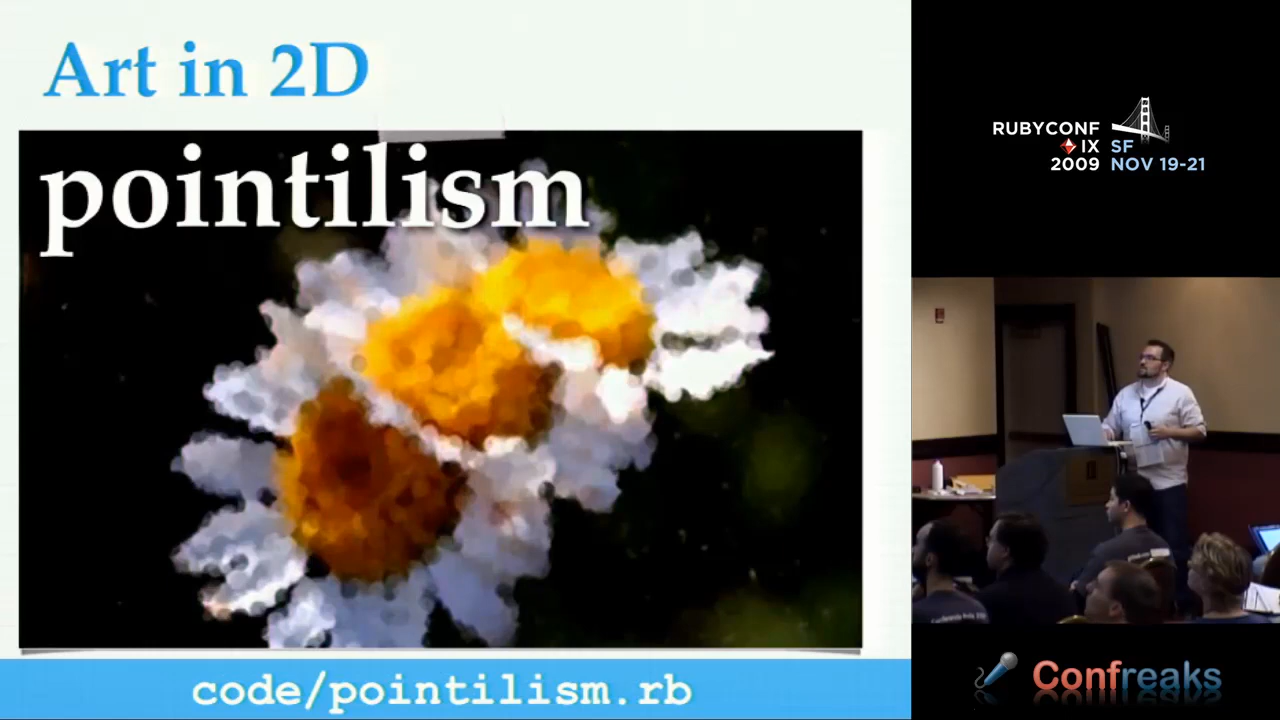 Art in 2D
pointilism
code/pointilism.rb
RUBYCONF
IX SF
2009 NOV 19-21
Confreaks